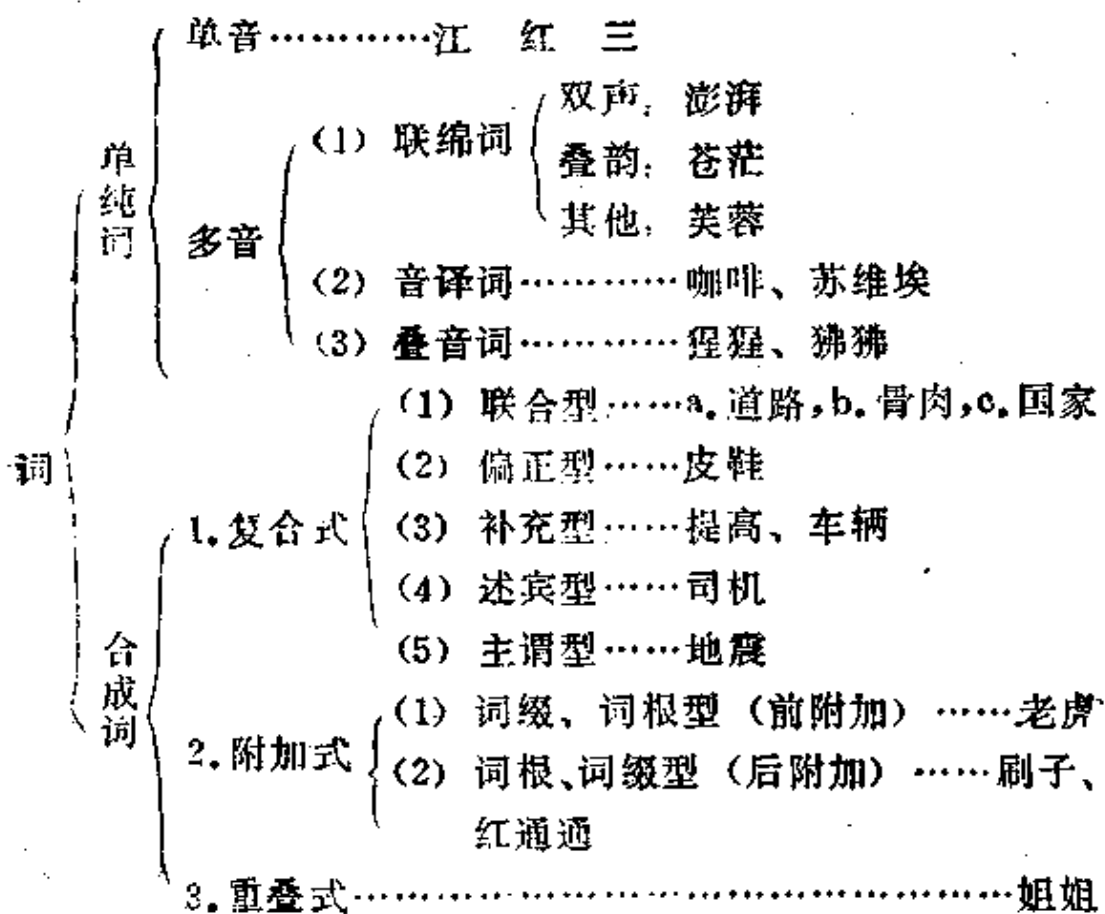 单音…………江 红 三
双声：澎湃
单纯词
(1) 联绵词
叠韵：苍茫
多音
其他：芙蓉
(2) 音译词…………咖啡、苏维埃
(3) 叠音词…………猩猩、狒狒
(1) 联合型……a.道路，b.骨肉，c.国家
词
(2) 偏正型……皮鞋
1.复合式
(3) 补充型……提高、车辆
(4) 述宾型……司机
合成词
(5) 主谓型……地震
(1) 词缀、词根型（前附加）……老虎
2.附加式
(2) 词根、词缀型（后附加）……刷子、
红通通
3.重叠式………………………………………姐姐